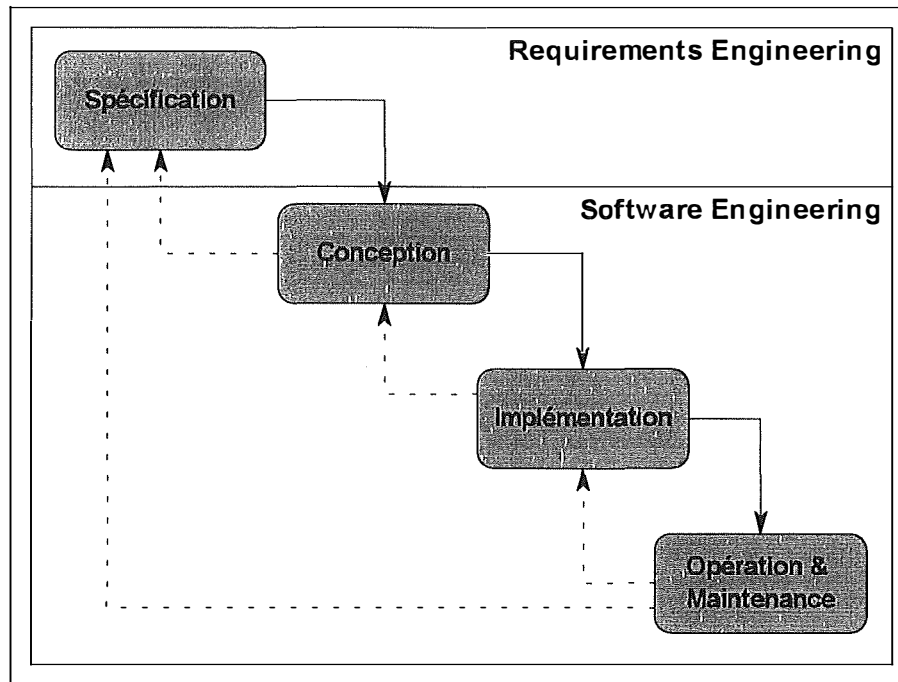 Requirements Engineering
Spécification
Software Engineering
Conception
Implémentation
Opération &
Maintenance